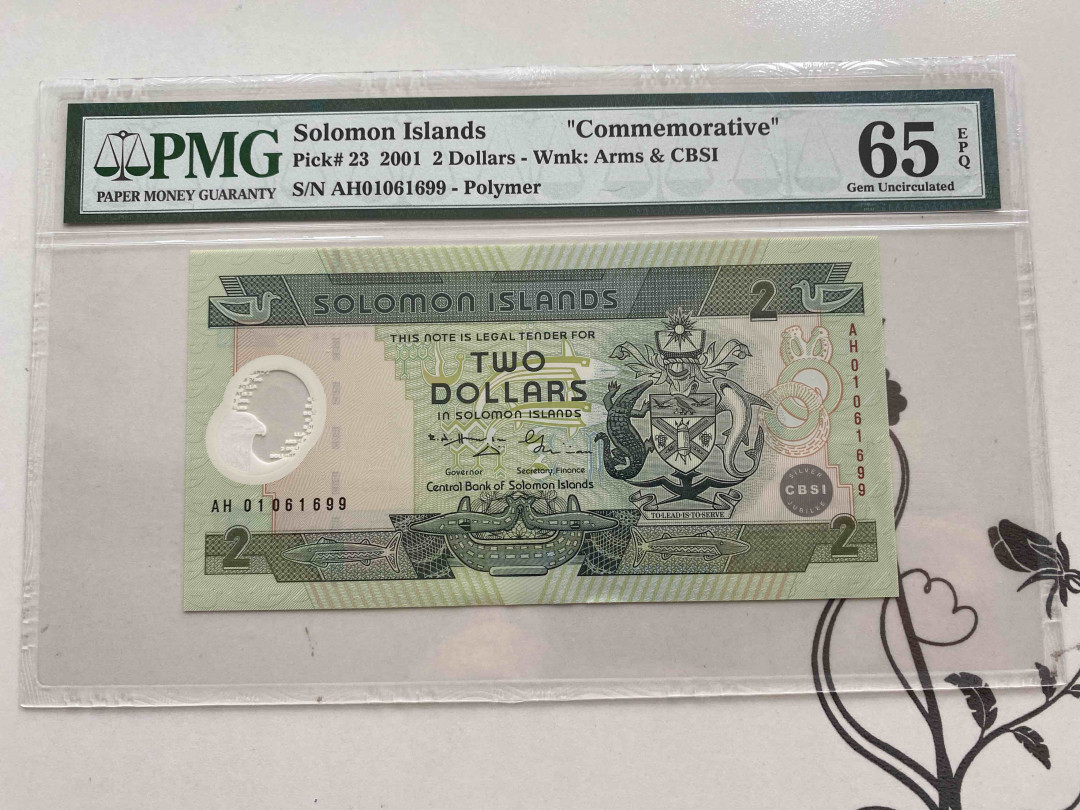 PMG
PAPER MONEY GUARANTY
Solomon Islands "Commemorative"
Pick# 23 2001 2 Dollars - Wmk: Arms & CBSI
S/N AH01061699 - Polymer
65 EPQ
Gem Uncirculated
SOLOMON ISLANDS
2
THIS NOTE IS LEGAL TENDER FOR
TWO
DOLLARS
IN SOLOMON ISLANDS
Governor Secretary, Finance
Central Bank of Solomon Islands
AH 01061699
AH01061699
SILVER
CBSI
JUBILEE
TO·LEAD·IS·TO·SERVE
2
2